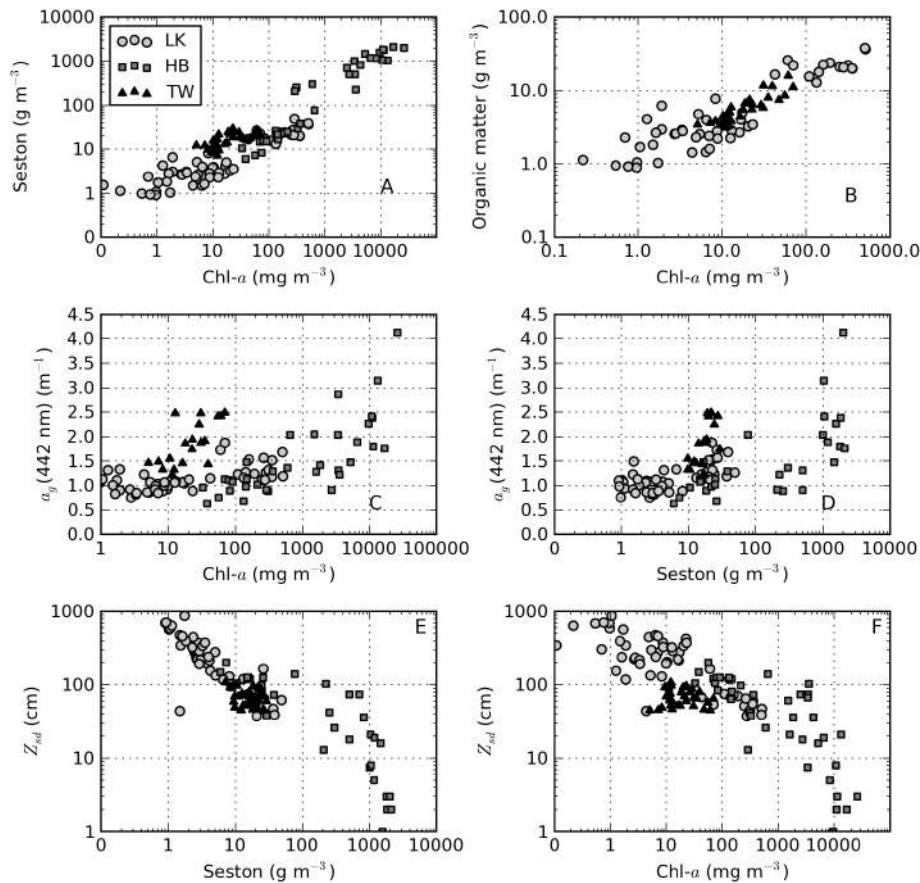 10000
1000
100
10
1
0
Seston (g m⁻³)
LK
HB
TW
A
0 1 10 100 1000 10000
Chl-a (mg m⁻³)
100.0
10.0
1.0
0.1
Organic matter (g m⁻³)
B
0.1 1.0 10.0 100.0 1000.0
Chl-a (mg m⁻³)
4.5
4.0
3.5
3.0
2.5
2.0
1.5
1.0
0.5
0.0
a_g(442 nm) (m⁻¹)
C
1 10 100 1000 10000 100000
Chl-a (mg m⁻³)
4.5
4.0
3.5
3.0
2.5
2.0
1.5
1.0
0.5
0.0
a_g(442 nm) (m⁻¹)
D
0 1 10 100 1000 10000
Seston (g m⁻³)
1000
100
10
1
Z_sd (cm)
E
0 1 10 100 1000 10000
Seston (g m⁻³)
1000
100
10
1
Z_sd (cm)
F
0 1 10 100 1000 10000
Chl-a (mg m⁻³)